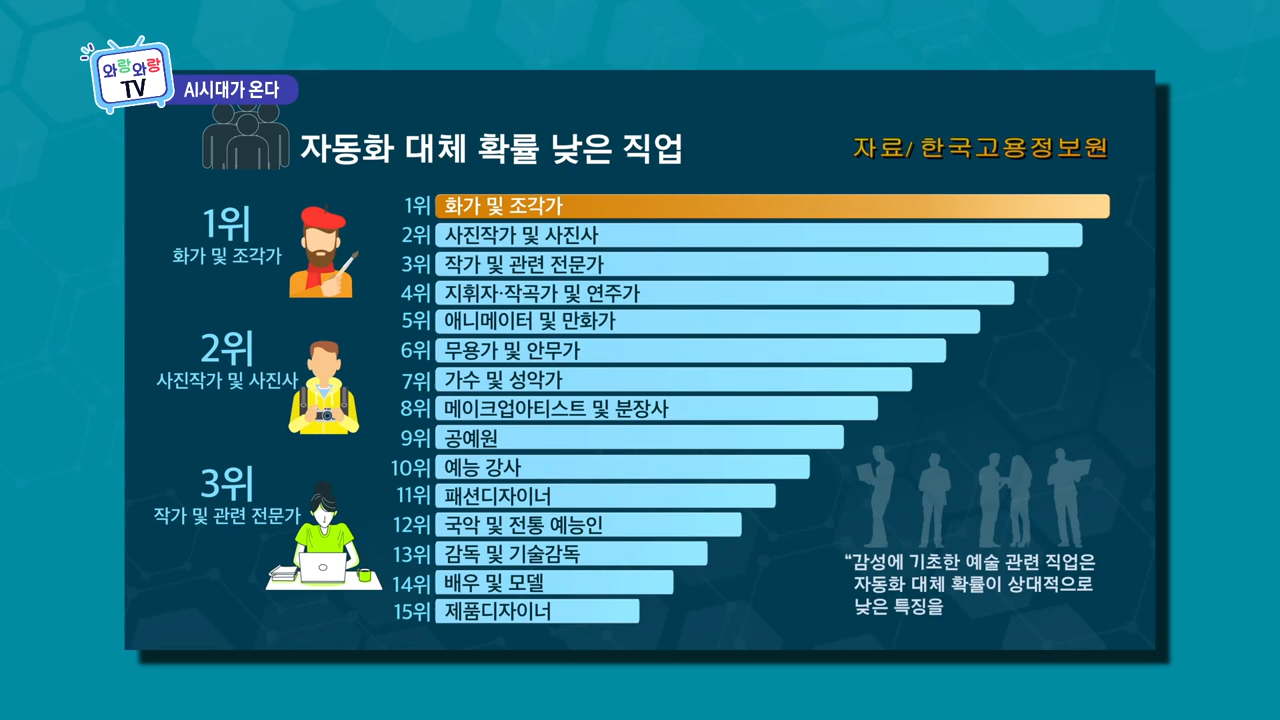 와랑와랑
TV
AI시대가 온다
자동화 대체 확률 낮은 직업
자료/ 한국고용정보원
1위
화가 및 조각가
2위
사진작가 및 사진사
3위
작가 및 관련 전문가
1위 화가 및 조각가
2위 사진작가 및 사진사
3위 작가 및 관련 전문가
4위 지휘자·작곡가 및 연주가
5위 애니메이터 및 만화가
6위 무용가 및 안무가
7위 가수 및 성악가
8위 메이크업아티스트 및 분장사
9위 공예원
10위 예능 강사
11위 패션디자이너
12위 국악 및 전통 예능인
13위 감독 및 기술감독
14위 배우 및 모델
15위 제품디자이너
“감성에 기초한 예술 관련 직업은
자동화 대체 확률이 상대적으로
낮은 특징을